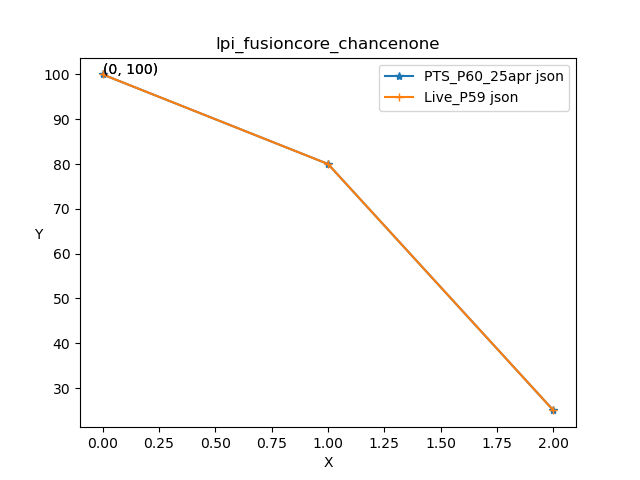 lpi_fusioncore_chancenone
(0, 100)
PTS_P60_25apr json
Live_P59 json
100
90
80
70
60
50
40
30
Y
0.00 0.25 0.50 0.75 1.00 1.25 1.50 1.75 2.00
X